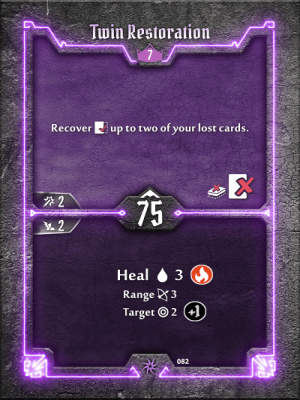 Twin Restoration
7
Recover up to two of your lost cards.
2
75
2
Heal 3
Range 3
Target 2 +1
082